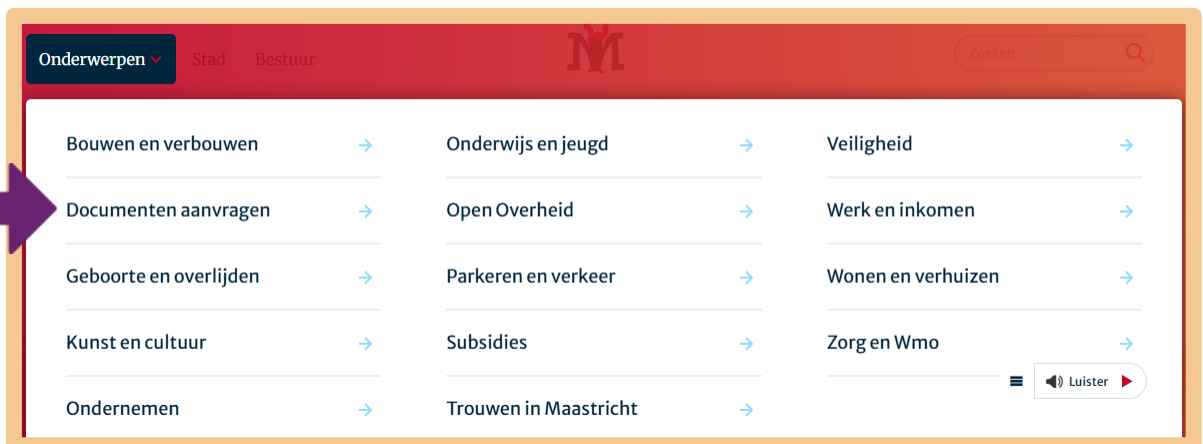 Onderwerpen Stad Bestuur
Zoeken
Bouwen en verbouwen
Documenten aanvragen
Geboorte en overlijden
Kunst en cultuur
Ondernemen
Onderwijs en jeugd
Open Overheid
Parkeren en verkeer
Subsidies
Trouwen in Maastricht
Veiligheid
Werk en inkomen
Wonen en verhuizen
Zorg en Wmo
Luister